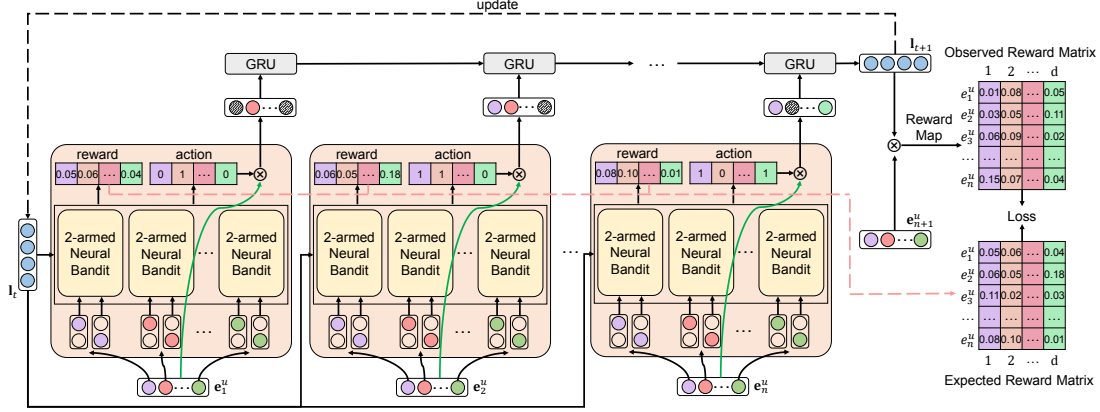 update
l_{t+1}
GRU
GRU
...
GRU
Observed Reward Matrix
1 2 ... d
e_1^u 0.01 0.08 ... 0.05
e_2^u 0.03 0.05 ... 0.11
e_3^u 0.06 0.09 ... 0.02
... ... ... ...
e_n^u 0.15 0.07 ... 0.04
Reward
Map
reward action
0.05 0.06 ... 0.04 0 1 ... 0
reward action
0.06 0.05 ... 0.18 1 1 ... 0
reward action
0.08 0.10 ... 0.01 1 0 ... 1
2-armed
Neural
Bandit
2-armed
Neural
Bandit
...
2-armed
Neural
Bandit
2-armed
Neural
Bandit
2-armed
Neural
Bandit
...
2-armed
Neural
Bandit
...
2-armed
Neural
Bandit
2-armed
Neural
Bandit
...
2-armed
Neural
Bandit
l_t
e_{n+1}^u
Loss
e_1^u 0.05 0.06 ... 0.04
e_2^u 0.06 0.05 ... 0.18
e_3^u 0.11 0.02 ... 0.03
... ... ... ...
e_n^u 0.08 0.10 ... 0.01
1 2 ... d
Expected Reward Matrix
e_1^u
e_2^u
e_n^u